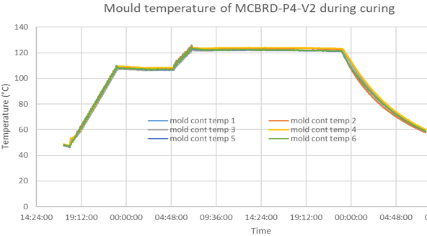 Mould temperature of MCBRD-P4-V2 during curing
140
120
100
80
60
40
20
0
Temperature (°C)
mold cont temp 1
mold cont temp 2
mold cont temp 3
mold cont temp 4
mold cont temp 5
mold cont temp 6
14:24:00 19:12:00 00:00:00 04:48:00 09:36:00 14:24:00 19:12:00 00:00:00 04:48:00
Time